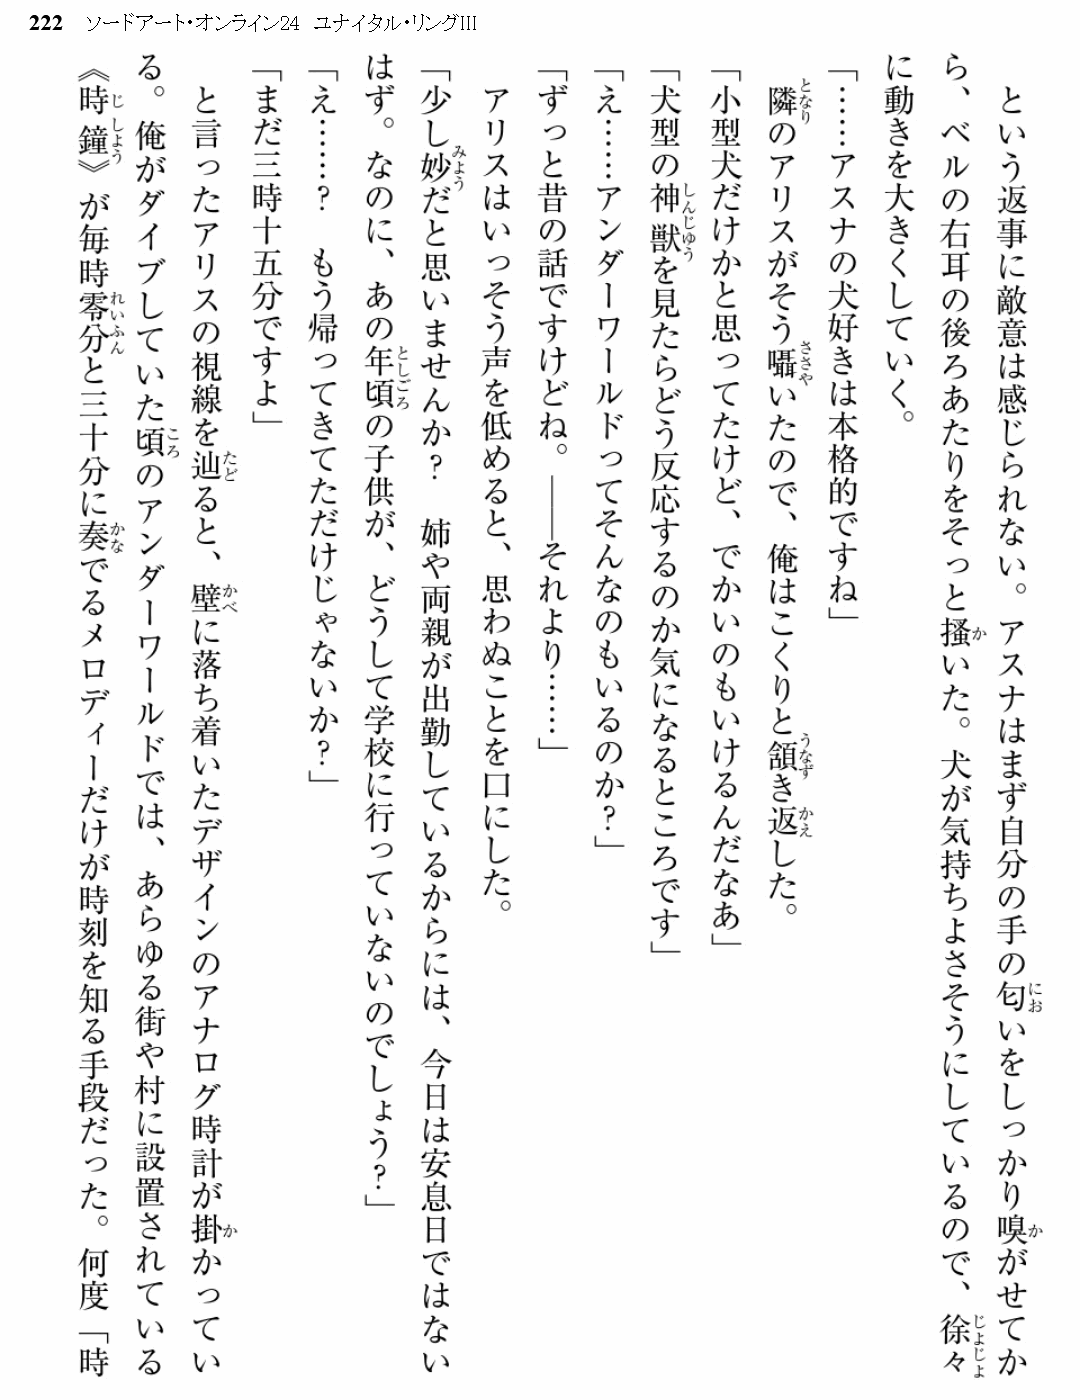 222 ソードアート・オンライン24 ユナイタル・リングIII
という返事に敵意は感じられない。アスナはまず自分の手の匂いをしっかり嗅がせてか
ら、ベルの右耳の後ろあたりをそっと掻いた。犬が気持ちよさそうにしているので、徐々
に動きを大きくしていく。
「……アスナの犬好きは本格的ですね」
隣のアリスがそう囁いたので、俺はこくりと頷き返した。
「小型犬だけかと思ってたけど、でかいのもいけるんだなあ」
「犬型の神獣を見たらどう反応するのか気になるところです」
「え……アンダーワールドってそんなのもいるのか?」
「ずっと昔の話ですけどね。――それより……」
アリスはいっそう声を低めると、思わぬことを口にした。
「少し妙だと思いませんか? 姉や両親が出勤しているからには、今日は安息日ではない
はず。なのに、あの年頃の子供が、どうして学校に行っていないのでしょう?」
「え……? もう帰ってきてただけじゃないか?」
「まだ三時十五分ですよ」
と言ったアリスの視線を辿ると、壁に落ち着いたデザインのアナログ時計が掛かってい
る。俺がダイブしていた頃のアンダーワールドでは、あらゆる街や村に設置されている
《時鐘》が毎時零分と三十分に奏でるメロディーだけが時刻を知る手段だった。何度「時